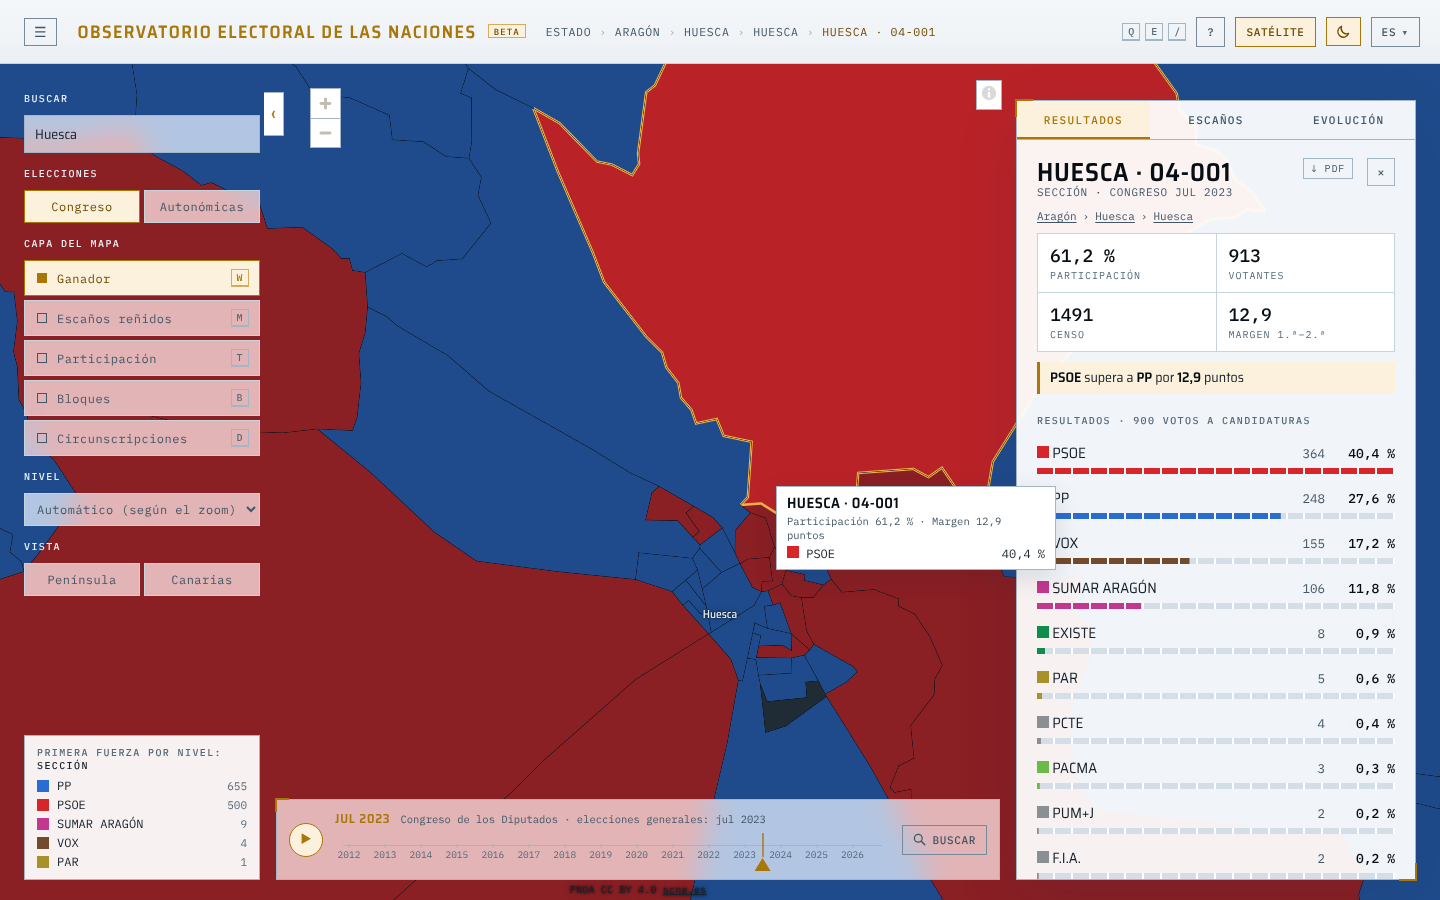 ☰
OBSERVATORIO ELECTORAL DE LAS NACIONES
BETA
ESTADO › ARAGÓN › HUESCA › HUESCA › HUESCA · 04-001
Q E / ? SATÉLITE ES ▾
BUSCAR
Huesca
‹
+
−
ELECCIONES
Congreso Autonómicas
CAPA DEL MAPA
Ganador W
Escaños reñidos M
Participación T
Bloques B
Circunscripciones D
NIVEL
Automático (según el zoom)
VISTA
Península Canarias
PRIMERA FUERZA POR NIVEL:
SECCIÓN
PP 655
PSOE 500
SUMAR ARAGÓN 9
VOX 4
PAR 1
Huesca
HUESCA · 04-001
Participación 61,2 % · Margen 12,9
puntos
PSOE 40,4 %
JUL 2023 Congreso de los Diputados · elecciones generales: jul 2023
2012 2013 2014 2015 2016 2017 2018 2019 2020 2021 2022 2023 2024 2025 2026
BUSCAR
PNOA CC BY 4.0 scne.es
RESULTADOS ESCAÑOS EVOLUCIÓN
HUESCA · 04-001
↓ PDF ×
SECCIÓN · CONGRESO JUL 2023
Aragón › Huesca › Huesca
61,2 % 913
PARTICIPACIÓN VOTANTES
1491 12,9
CENSO MARGEN 1.ª–2.ª
PSOE supera a PP por 12,9 puntos
RESULTADOS · 900 VOTOS A CANDIDATURAS
PSOE 364 40,4 %
PP 248 27,6 %
VOX 155 17,2 %
SUMAR ARAGÓN 106 11,8 %
EXISTE 8 0,9 %
PAR 5 0,6 %
PCTE 4 0,4 %
PACMA 3 0,3 %
PUM+J 2 0,2 %
F.I.A. 2 0,2 %